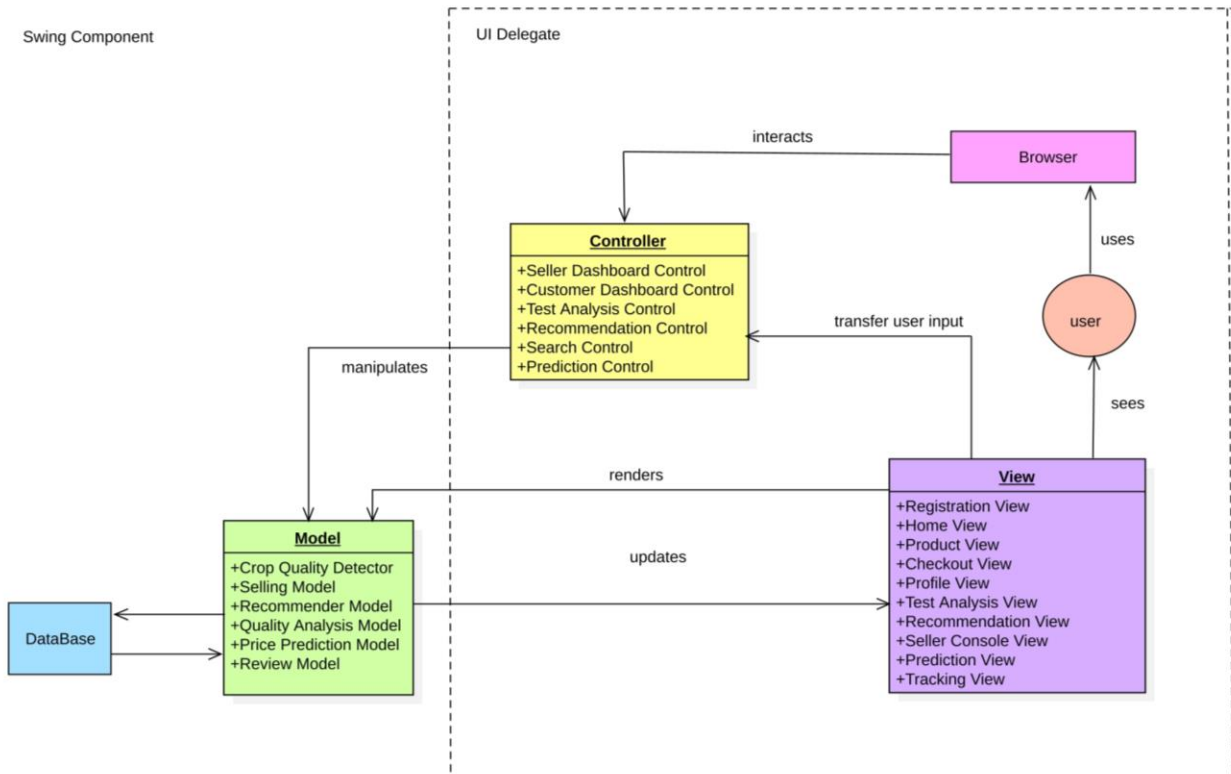 Swing Component
UI Delegate
interacts
Browser
Controller
+Seller Dashboard Control
+Customer Dashboard Control
+Test Analysis Control
+Recommendation Control
+Search Control
+Prediction Control
uses
transfer user input
user
manipulates
sees
renders
View
+Registration View
+Home View
+Product View
+Checkout View
+Profile View
+Test Analysis View
+Recommendation View
+Seller Console View
+Prediction View
+Tracking View
Model
+Crop Quality Detector
+Selling Model
+Recommender Model
+Quality Analysis Model
+Price Prediction Model
+Review Model
updates
DataBase